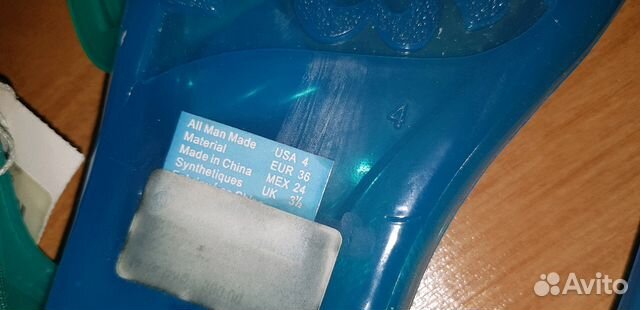 4
All Man Made
Material
Made in China
Synthetiques
USA 4
EUR 36
MEX 24
UK 3½
Avito